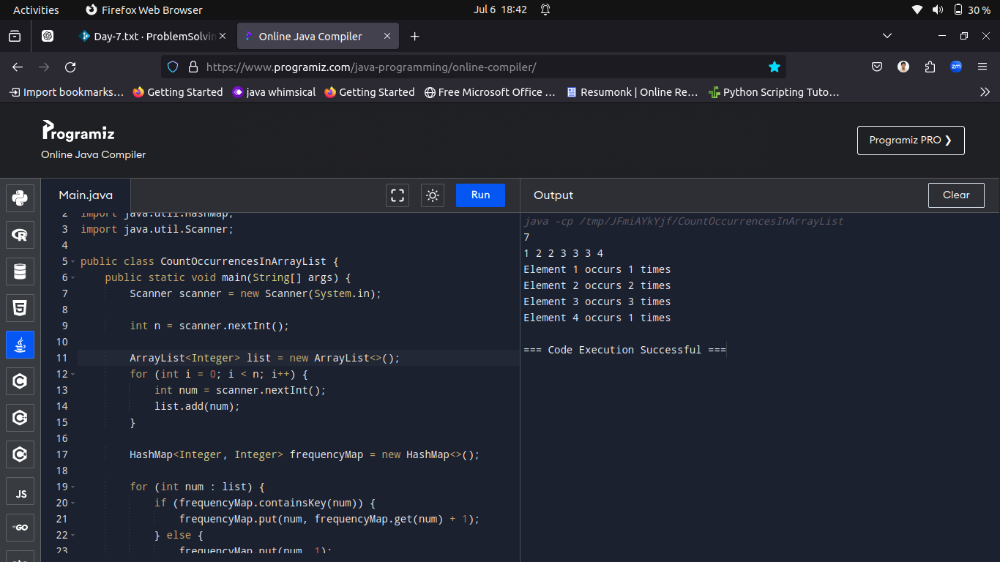 Activities
Firefox Web Browser
Jul 6 18:42
30 %
Day-7.txt · ProblemSolvin
Online Java Compiler
https://www.programiz.com/java-programming/online-compiler/
zm
Import bookmarks…
Getting Started
java whimsical
Getting Started
Free Microsoft Office …
Resumonk | Online Re…
Python Scripting Tuto…
Programiz
Online Java Compiler
Programiz PRO ❯
Main.java
Run
Output
Clear
2 import java.util.HashMap;
3 import java.util.Scanner;
4
5 public class CountOccurrencesInArrayList {
6 public static void main(String[] args) {
7 Scanner scanner = new Scanner(System.in);
8
9 int n = scanner.nextInt();
10
11 ArrayList<Integer> list = new ArrayList<>();
12 for (int i = 0; i < n; i++) {
13 int num = scanner.nextInt();
14 list.add(num);
15 }
16
17 HashMap<Integer, Integer> frequencyMap = new HashMap<>();
18
19 for (int num : list) {
20 if (frequencyMap.containsKey(num)) {
21 frequencyMap.put(num, frequencyMap.get(num) + 1);
22 } else {
23 frequencyMap.put(num, 1);
java -cp /tmp/JFmiAYkYjf/CountOccurrencesInArrayList
7
1 2 2 3 3 3 4
Element 1 occurs 1 times
Element 2 occurs 2 times
Element 3 occurs 3 times
Element 4 occurs 1 times
=== Code Execution Successful ===
R
5
C
C
C
JS
GO